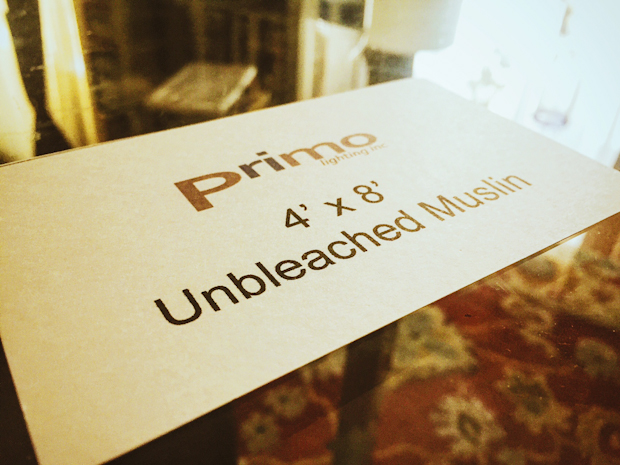 Primo
lighting inc
4' x 8'
Unbleached Muslin